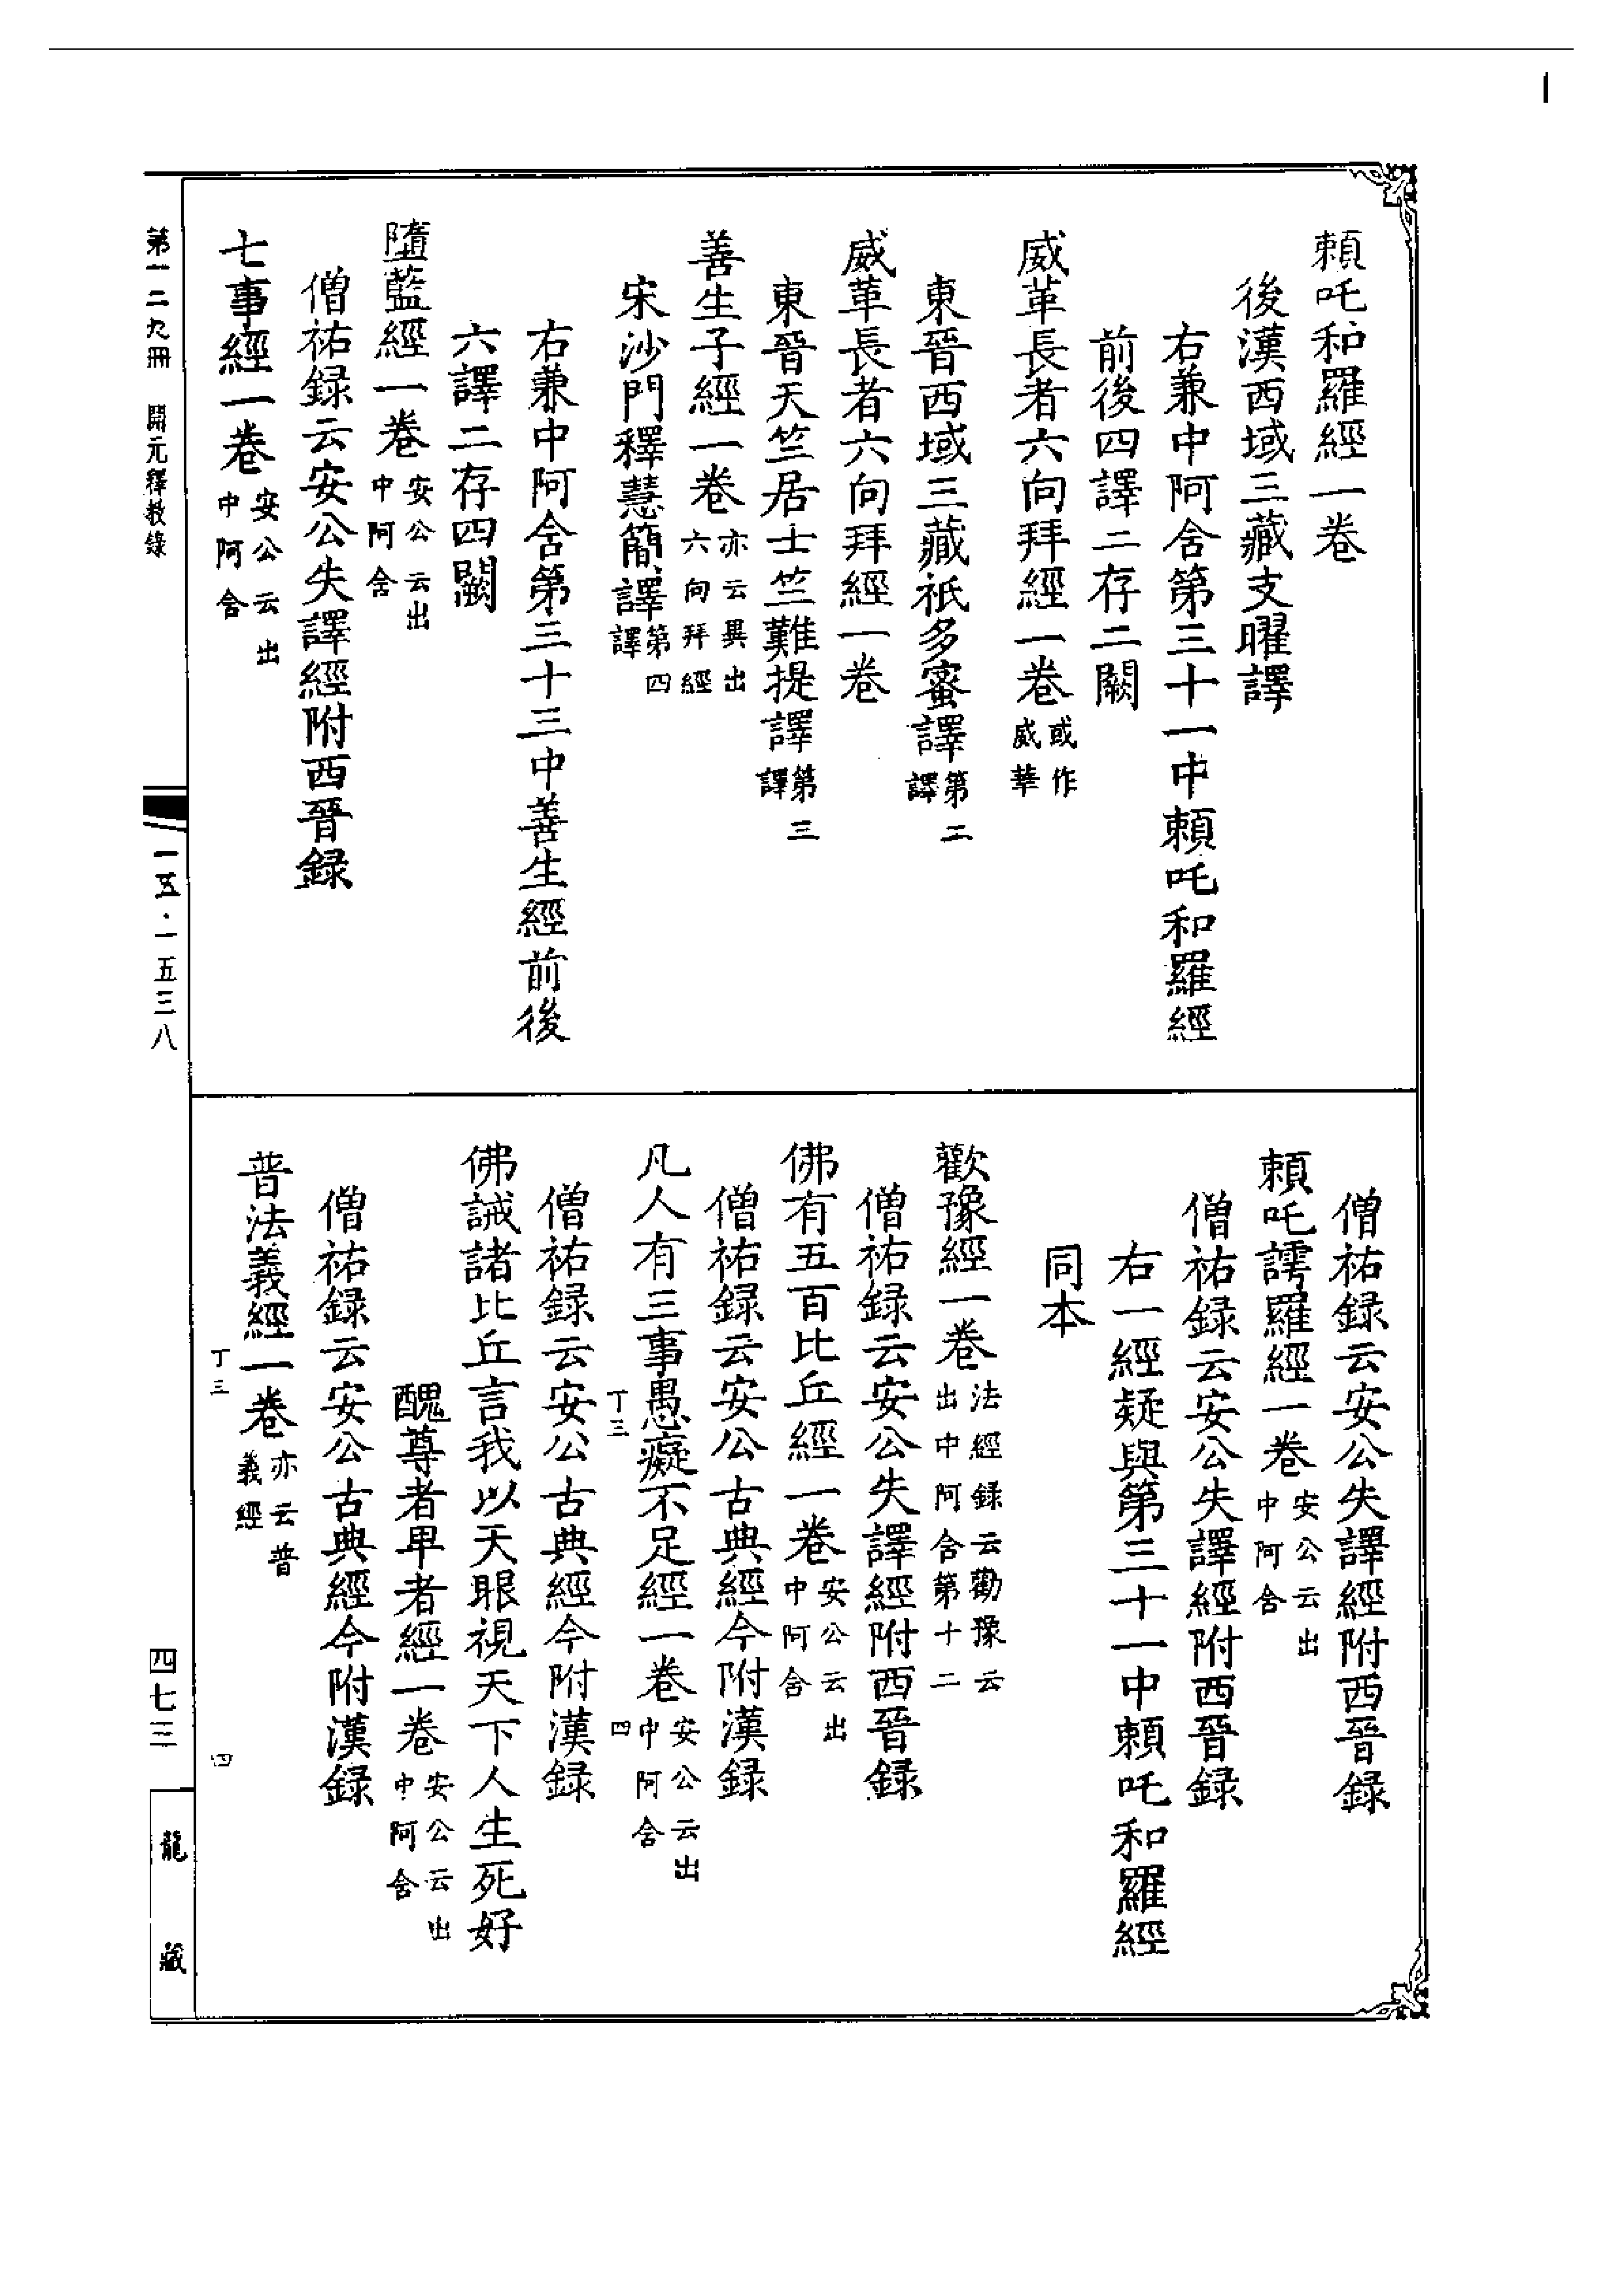 頼吒和羅經一卷
後漢西域三藏支曜譯
右兼中阿含第三十一中頼吒和羅經
前後四譯二存二闕
威革長者六向拜經一卷或作威華
東晉西域三藏祇多蜜譯第二譯
威革長者六向拜經一卷
東晉天竺居士竺難提譯第三譯
善生子經一卷亦云異出六向拜經
宋沙門釋慧簡譯第四譯
右兼中阿含第三十三中善生經前後
六譯二存四闕
隨藍經一卷安公云出中阿含
僧祐録云安公失譯經附西晉録
七事經一卷安公云出中阿含
僧祐録云安公失譯經附西晉録
頼吒謣羅經一卷安公云出中阿含
僧祐録云安公失譯經附西晉録
右一經疑與第三十一中頼吒和羅經
同本
歡豫經一卷法經録云勸豫云出中阿含第十二
僧祐録云安公失譯經附西晉録
佛有五百比丘經一卷安公云出中阿含
僧祐録云安公古典經今附漢録
凡人有三事愚癡不足經一卷安公云出中阿含
丁三 四
僧祐録云安公古典經今附漢録
佛誡諸比丘言我以天眼視天下人生死好
醜尊者卑者經一卷安公云出中阿含
僧祐録云安公古典經今附漢録
普法義經一卷亦云普義經
丁三 四
第一二九冊 開元釋教錄
一五·一五三八
四七三
龍藏